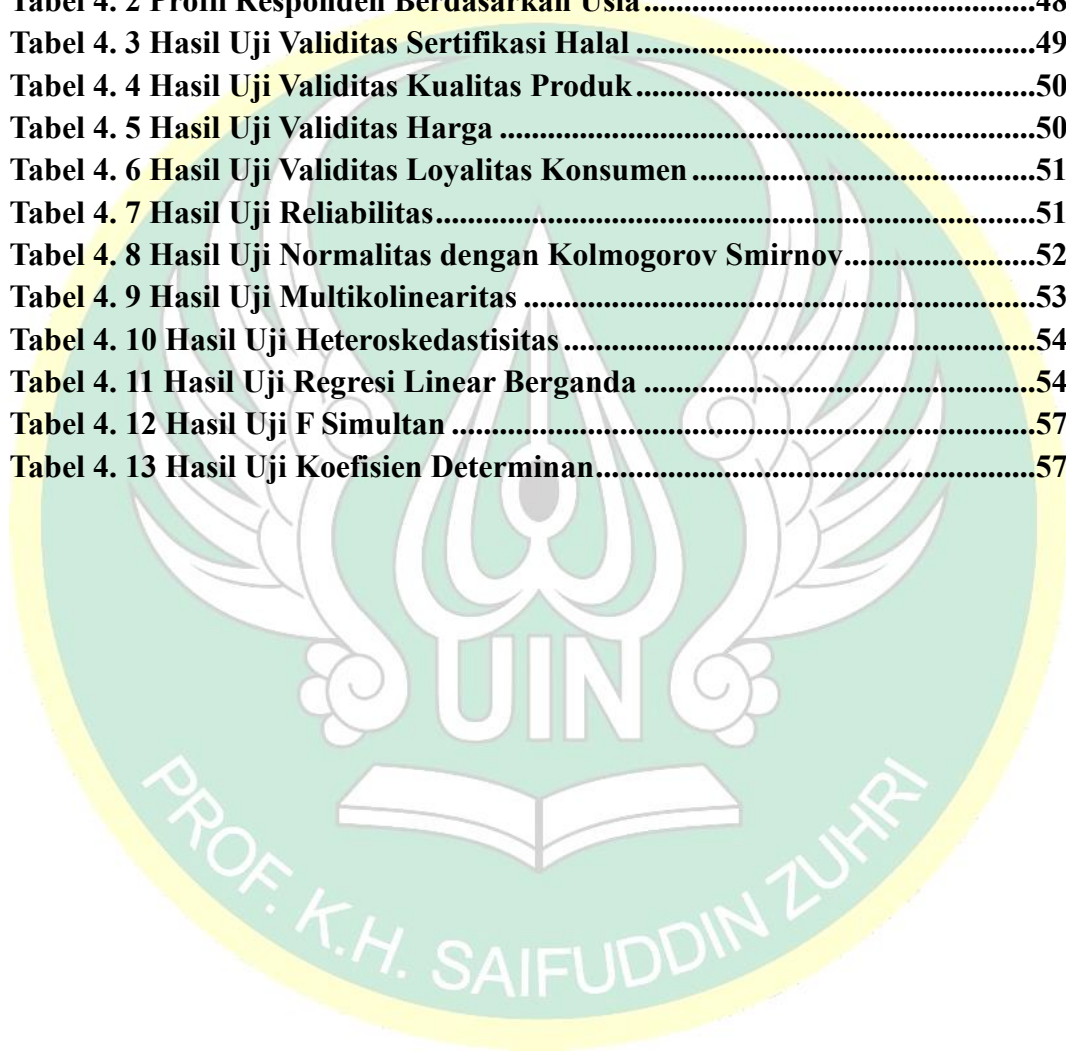 Tabel 4. 2 Profil Responden Berdasarkan Usia....................................................48
Tabel 4. 3 Hasil Uji Validitas Sertifikasi Halal ....................................................49
Tabel 4. 4 Hasil Uji Validitas Kualitas Produk....................................................50
Tabel 4. 5 Hasil Uji Validitas Harga ....................................................................50
Tabel 4. 6 Hasil Uji Validitas Loyalitas Konsumen .............................................51
Tabel 4. 7 Hasil Uji Reliabilitas.............................................................................51
Tabel 4. 8 Hasil Uji Normalitas dengan Kolmogorov Smirnov.........................52
Tabel 4. 9 Hasil Uji Multikolinearitas ..................................................................53
Tabel 4. 10 Hasil Uji Heteroskedastisitas.............................................................54
Tabel 4. 11 Hasil Uji Regresi Linear Berganda ...................................................54
Tabel 4. 12 Hasil Uji F Simultan ...........................................................................57
Tabel 4. 13 Hasil Uji Koefisien Determinan.........................................................57
UIN
PROF. K.H. SAIFUDDIN ZUHRI